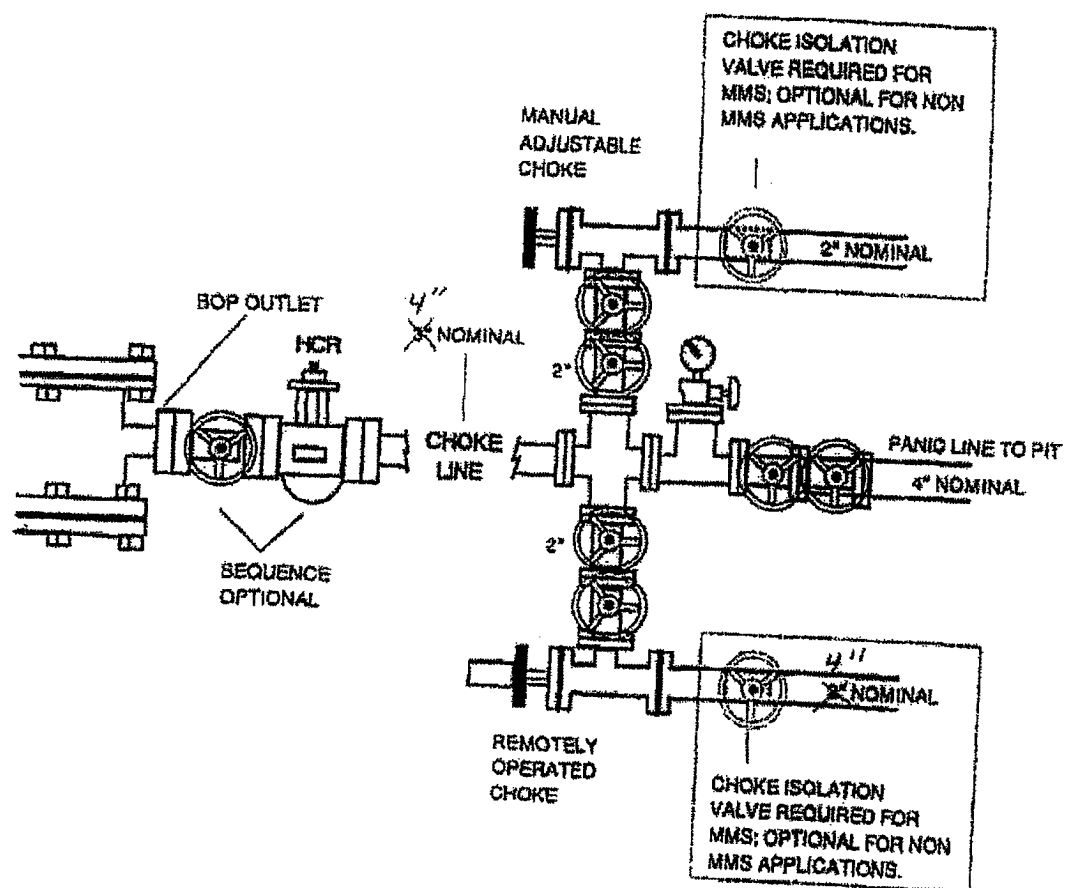 CHOKE ISOLATION
VALVE REQUIRED FOR
MMS; OPTIONAL FOR NON
MMS APPLICATIONS.
MANUAL
ADJUSTABLE
CHOKE
2" NOMINAL
BOP OUTLET
4"
3" NOMINAL
HCR
2"
CHOKE
LINE
PANIC LINE TO PIT
4" NOMINAL
2"
SEQUENCE
OPTIONAL
4"
2" NOMINAL
REMOTELY
OPERATED
CHOKE
CHOKE ISOLATION
VALVE REQUIRED FOR
MMS; OPTIONAL FOR NON
MMS APPLICATIONS.